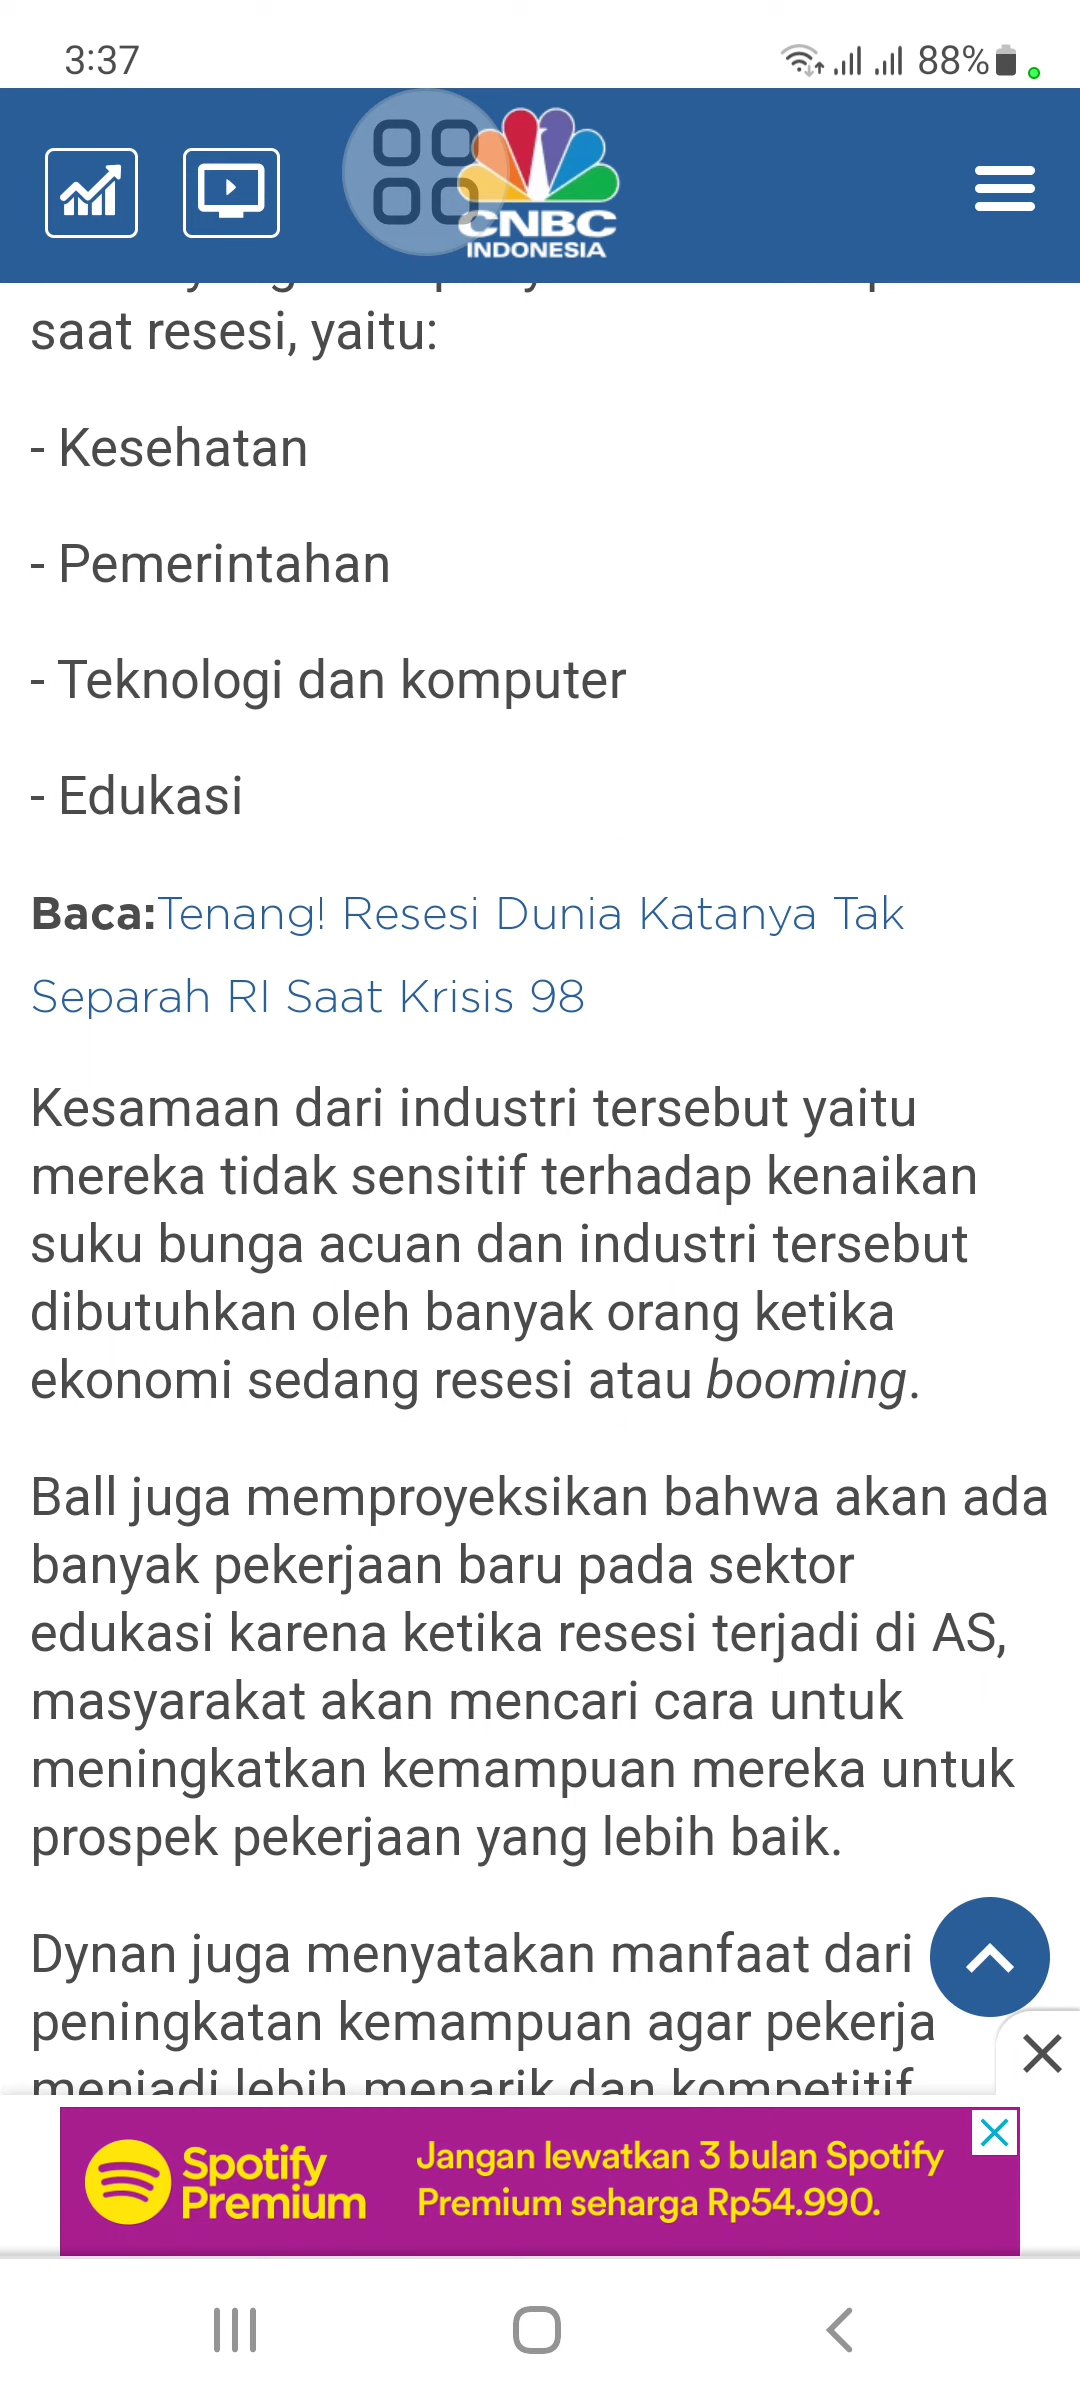 3:37
88%
CNBC
INDONESIA
saat resesi, yaitu:
- Kesehatan
- Pemerintahan
- Teknologi dan komputer
- Edukasi
Baca:Tenang! Resesi Dunia Katanya Tak
Separah RI Saat Krisis 98
Kesamaan dari industri tersebut yaitu
mereka tidak sensitif terhadap kenaikan
suku bunga acuan dan industri tersebut
dibutuhkan oleh banyak orang ketika
ekonomi sedang resesi atau booming.
Ball juga memproyeksikan bahwa akan ada
banyak pekerjaan baru pada sektor
edukasi karena ketika resesi terjadi di AS,
masyarakat akan mencari cara untuk
meningkatkan kemampuan mereka untuk
prospek pekerjaan yang lebih baik.
Dynan juga menyatakan manfaat dari
peningkatan kemampuan agar pekerja
menjadi lebih menarik dan kompetitif
Spotify
Premium
Jangan lewatkan 3 bulan Spotify
Premium seharga Rp54.990.